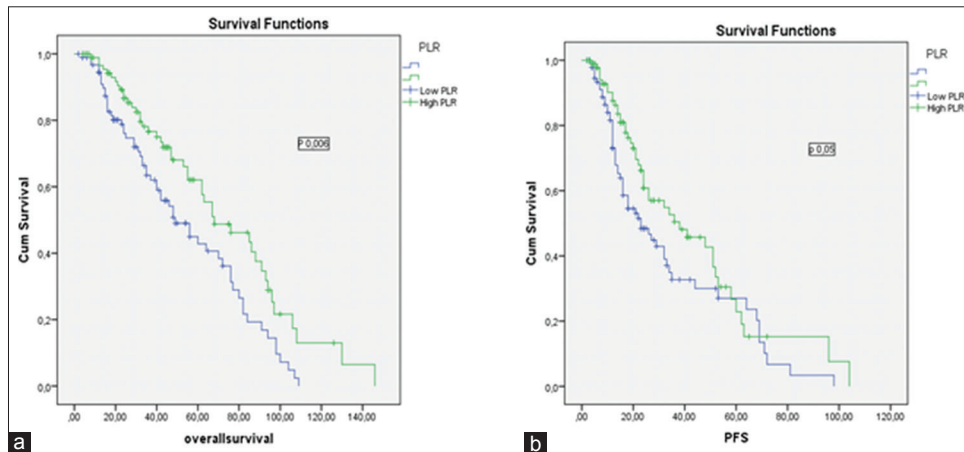 Survival Functions
PLR
Low PLR
High PLR
P 0,006
1,0
0,8
0,6
0,4
0,2
0,0
Cum Survival
,00
20,00
40,00
60,00
80,00
100,00
120,00
140,00
overallsurvival
a
Survival Functions
PLR
Low PLR
High PLR
p 0,05
1,0
0,8
0,6
0,4
0,2
0,0
Cum Survival
,00
20,00
40,00
60,00
80,00
100,00
120,00
PFS
b